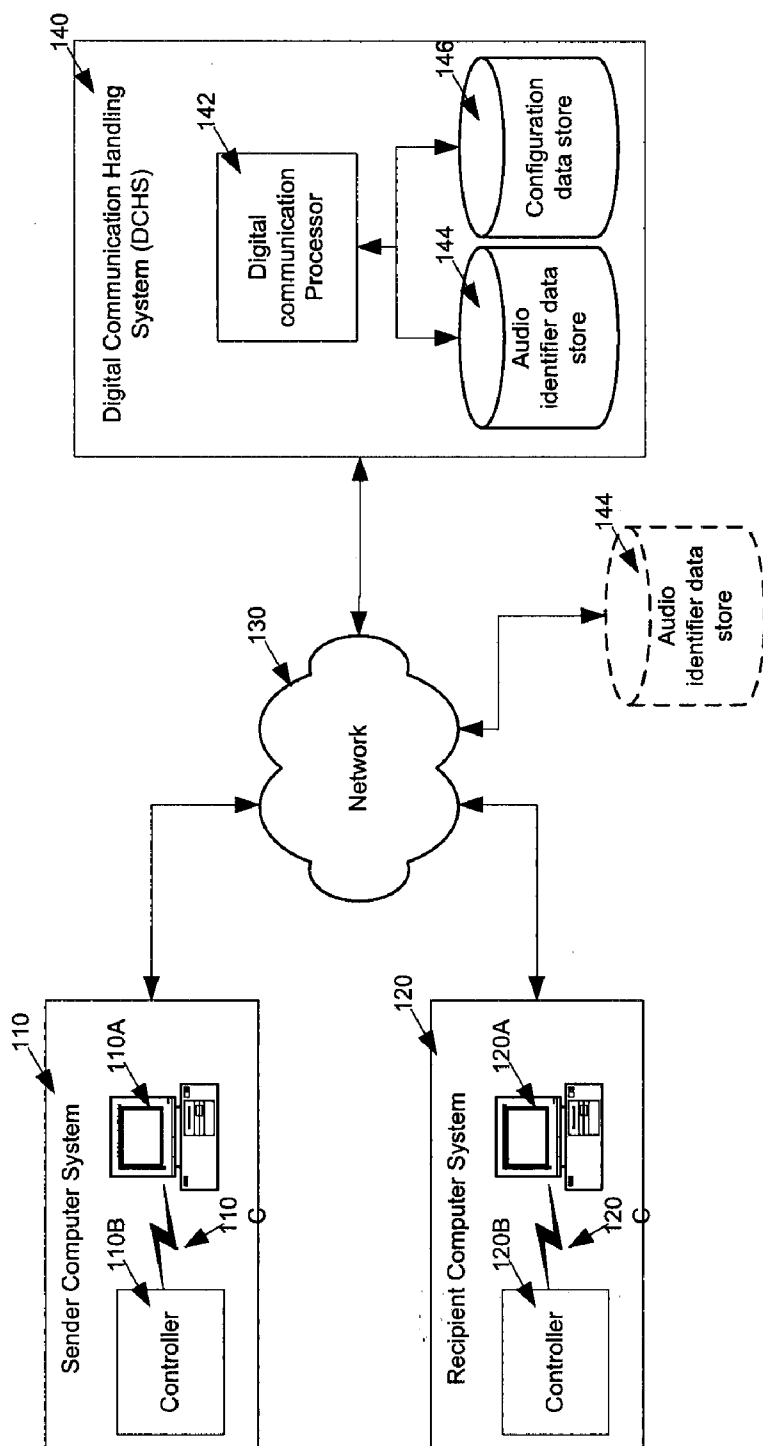 110
Sender Computer System
110A
110B
Controller
110
C
120
Recipient Computer System
120A
120B
Controller
120
C
130
Network
144
Audio
identifier data
store
140
Digital Communication Handling
System (DCHS)
142
Digital
communication
Processor
144
Audio
identifier data
store
146
Configuration
data store